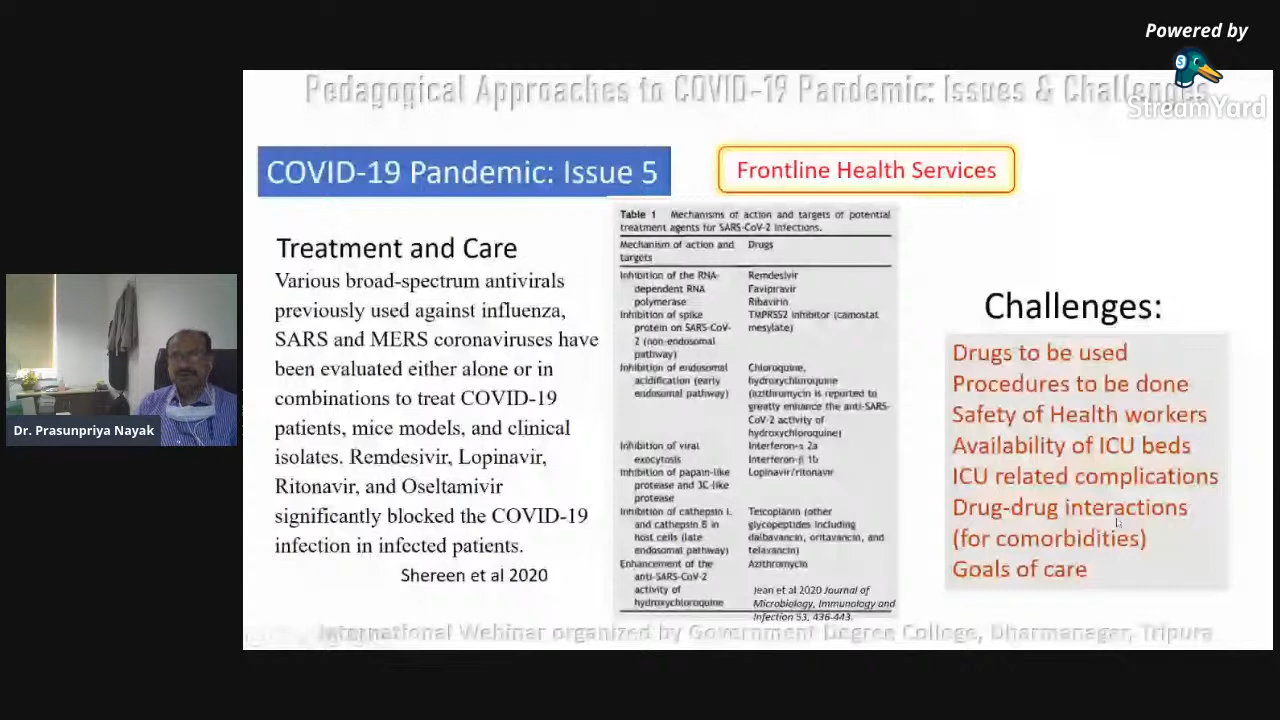 Powered by
StreamYard
Pedagogical Approaches to COVID-19 Pandemic: Issues & Challenges
COVID-19 Pandemic: Issue 5
Frontline Health Services
Treatment and Care
Various broad-spectrum antivirals
previously used against influenza,
SARS and MERS coronaviruses have
been evaluated either alone or in
combinations to treat COVID-19
patients, mice models, and clinical
isolates. Remdesivir, Lopinavir,
Ritonavir, and Oseltamivir
significantly blocked the COVID-19
infection in infected patients.
Shereen et al 2020
Table 1 Mechanisms of action and targets of potential
treatment agents for SARS-CoV-2 infections.
Mechanism of action and Drugs
targets
Inhibition of the RNA- Remdesivir
dependent RNA Favipiravir
polymerase Ribavirin
Inhibition of spike TMPRSS2 inhibitor (camostat
protein on SARS-CoV- mesylate)
2 (non-endosomal
pathway)
Inhibition of endosomal Chloroquine,
acidification (early hydroxychloroquine
endosomal pathway) (azithromycin is reported to
greatly enhance the anti-SARS-
CoV-2 activity of
hydroxychloroquine)
Inhibition of viral Interferon-α 2a
exocytosis Interferon-β 1b
Inhibition of papain-like Lopinavir/ritonavir
protease and 3C-like
protease
Inhibition of cathepsin L Teicoplanin (other
and cathepsin B in glycopeptides including
host cells (late dalbavancin, oritavancin, and
endosomal pathway) telavancin)
Enhancement of the Azithromycin
anti-SARS-CoV-2
activity of
hydroxychloroquine
Jean et al 2020 Journal of
Microbiology, Immunology and
Infection 53, 436-443.
Challenges:
Drugs to be used
Procedures to be done
Safety of Health workers
Availability of ICU beds
ICU related complications
Drug-drug interactions
(for comorbidities)
Goals of care
Dr. Prasunpriya Nayak
International Webinar organized by Government Degree College, Dharmanagar, Tripura